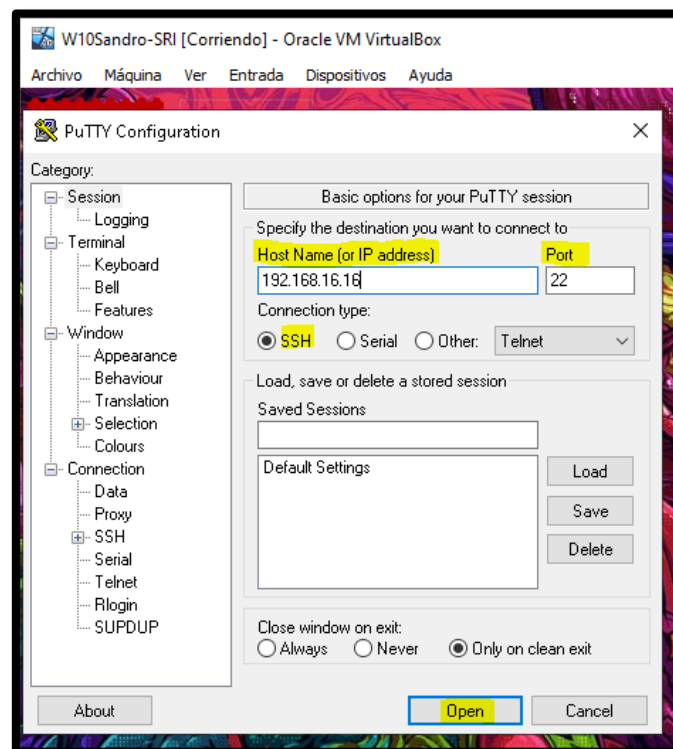 W10Sandro-SRI [Corriendo] - Oracle VM VirtualBox
Archivo Máquina Ver Entrada Dispositivos Ayuda
PuTTY Configuration
Category:
Session
Logging
Terminal
Keyboard
Bell
Features
Window
Appearance
Behaviour
Translation
Selection
Colours
Connection
Data
Proxy
SSH
Serial
Telnet
Rlogin
SUPDUP
Basic options for your PuTTY session
Specify the destination you want to connect to
Host Name (or IP address) Port
192.168.16.16 22
Connection type:
SSH Serial Other: Telnet
Load, save or delete a stored session
Saved Sessions
Default Settings
Load
Save
Delete
Close window on exit:
Always Never Only on clean exit
About Open Cancel